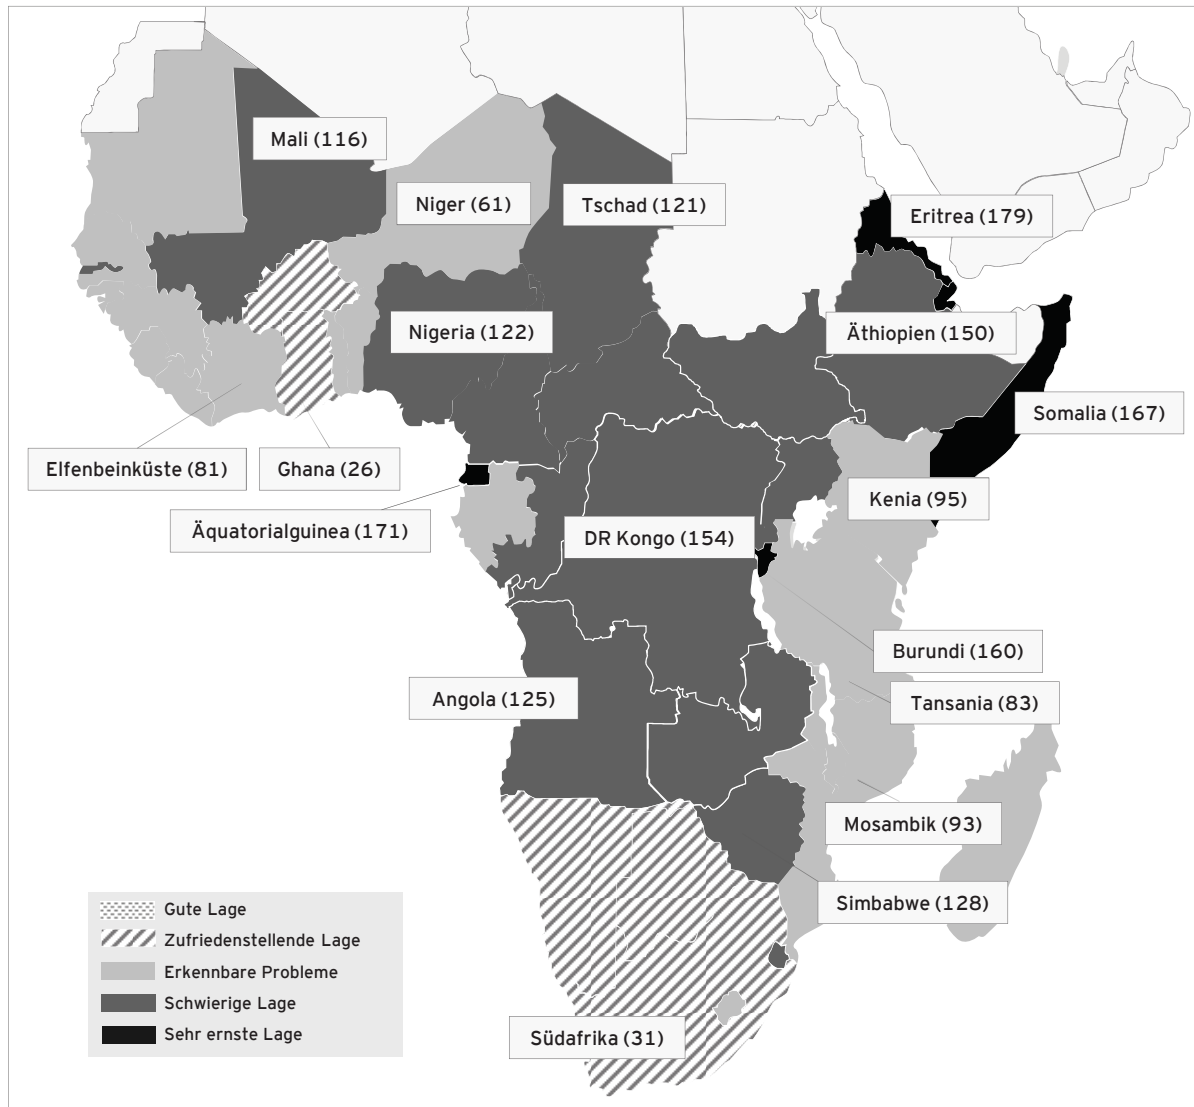 Mali (116)
Niger (61)
Tschad (121)
Eritrea (179)
Nigeria (122)
Äthiopien (150)
Somalia (167)
Elfenbeinküste (81)
Ghana (26)
Kenia (95)
Äquatorialguinea (171)
DR Kongo (154)
Burundi (160)
Angola (125)
Tansania (83)
Mosambik (93)
Simbabwe (128)
Gute Lage
Zufriedenstellende Lage
Erkennbare Probleme
Schwierige Lage
Sehr ernste Lage
Südafrika (31)